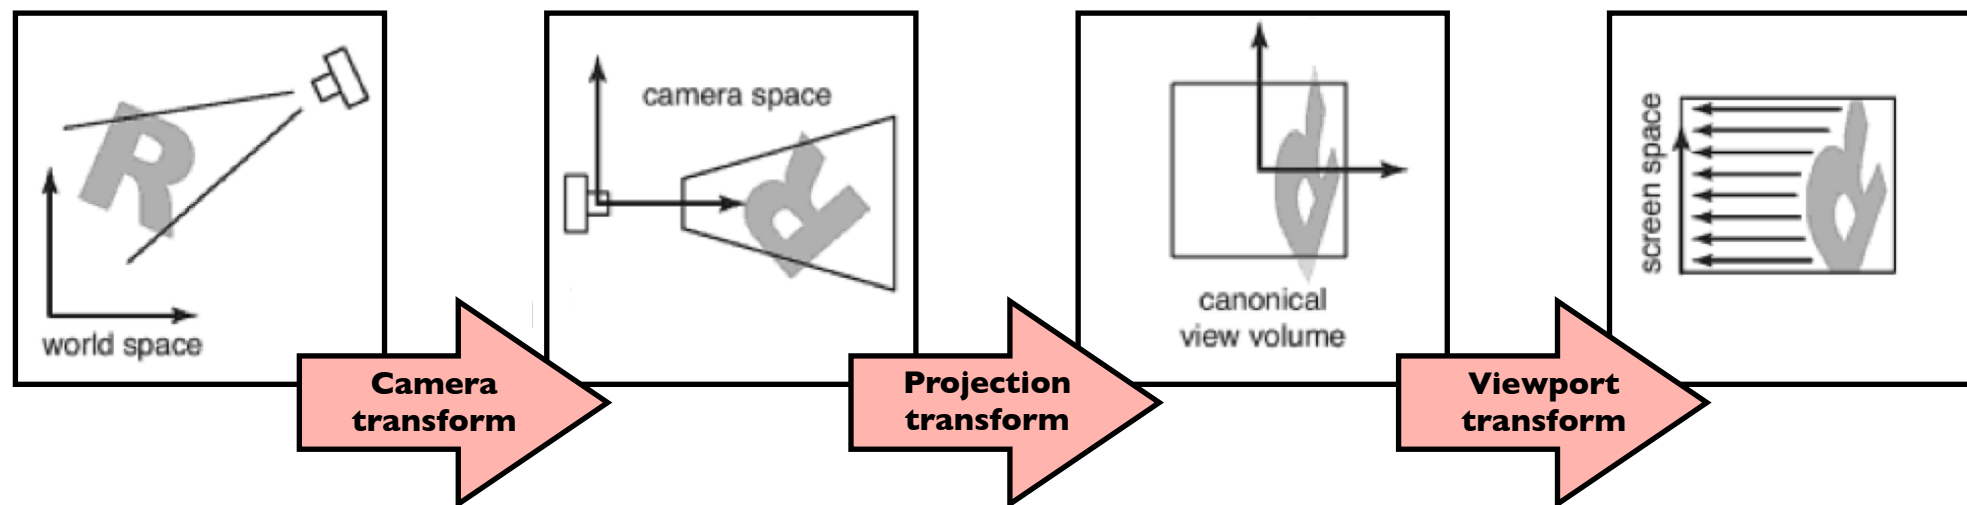 world space
Camera
transform
camera space
Projection
transform
canonical
view volume
Viewport
transform
screen space